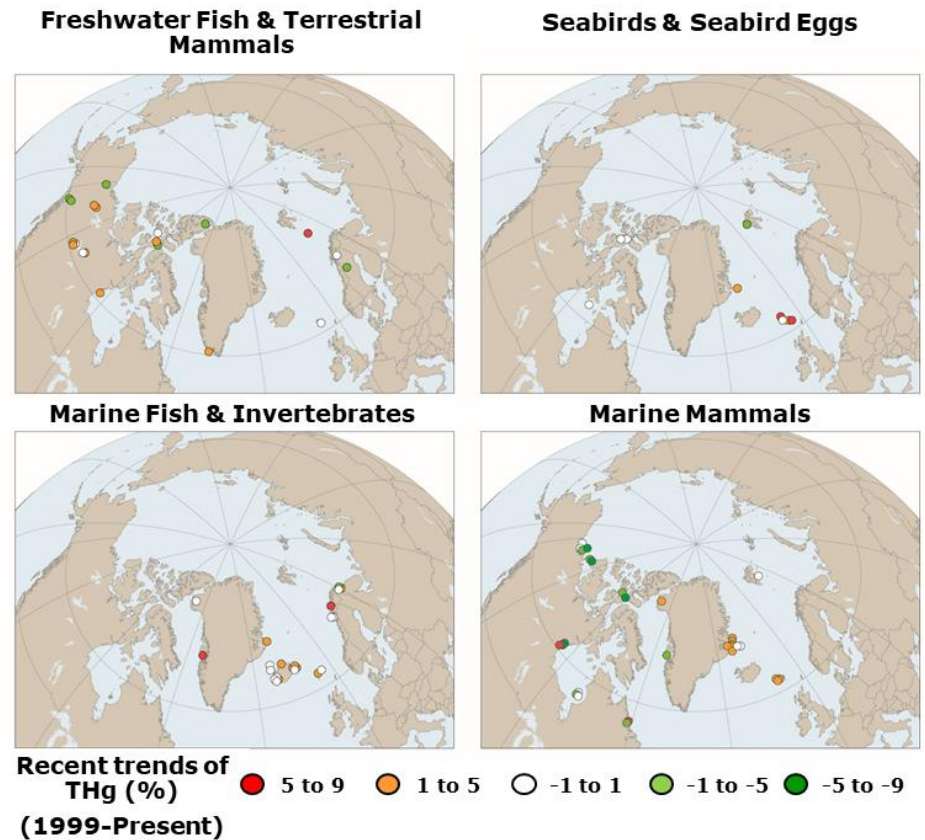 Freshwater Fish & Terrestrial
Mammals
Seabirds & Seabird Eggs
Marine Fish & Invertebrates
Marine Mammals
Recent trends of
THg (%)
(1999-Present)
5 to 9
1 to 5
-1 to 1
-1 to -5
-5 to -9